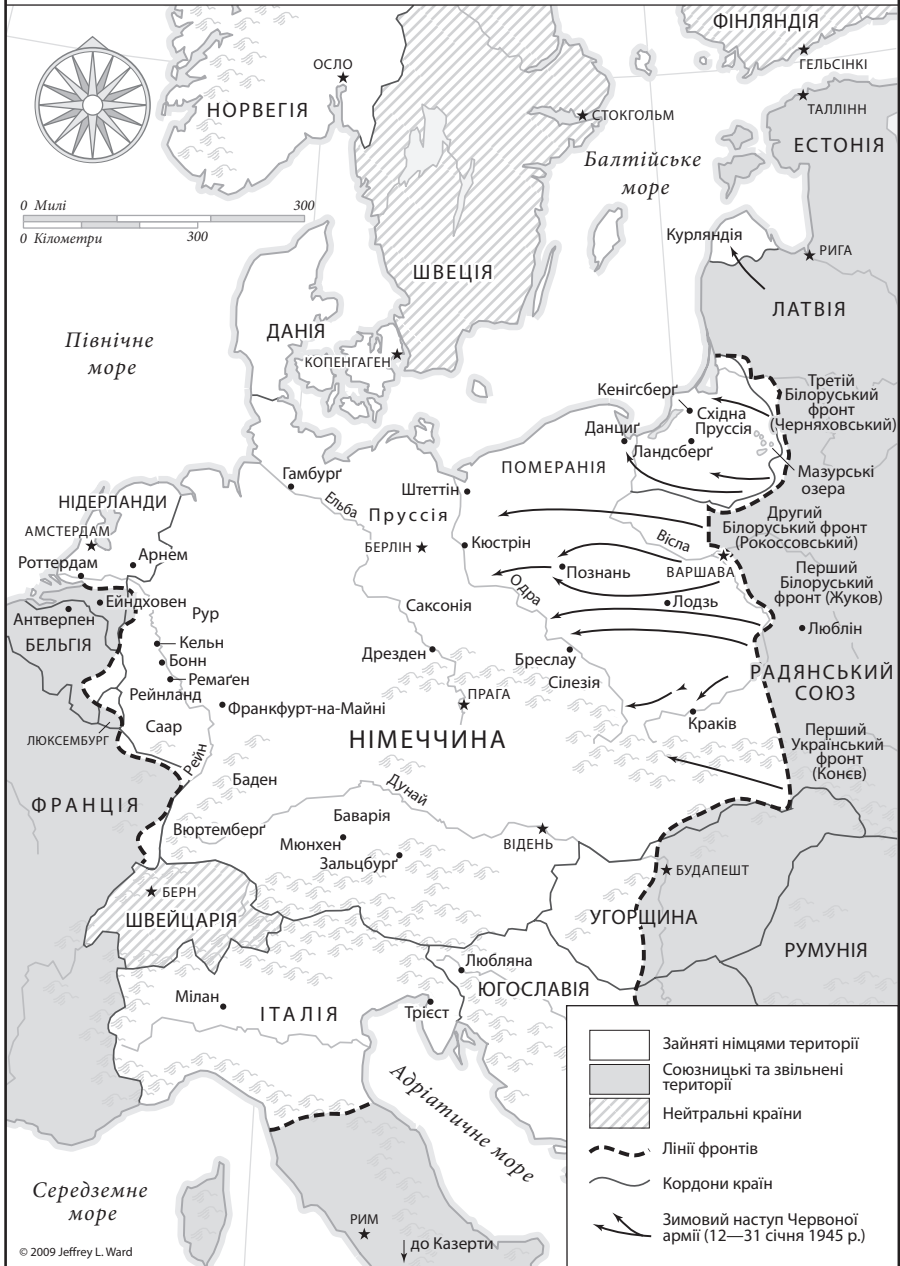 ФІНЛЯНДІЯ
ГЕЛЬСІНКІ
ОСЛО
НОРВЕГІЯ
ТАЛЛІНН
СТОКГОЛЬМ
ЕСТОНІЯ
Балтійське
море
0 Милі 300
0 Кілометри 300
Курляндія
РИГА
ШВЕЦІЯ
ЛАТВІЯ
Північне
море
ДАНІЯ
КОПЕНГАГЕН
Третій
Білоруський
фронт
(Черняховський)
Кеніґсберґ
Східна
Пруссія
Данциґ
Ландсберґ
ПОМЕРАНІЯ
Мазурські
озера
Гамбурґ
Штеттін
НІДЕРЛАНДИ
Ельба
Пруссія
Другий
Білоруський фронт
(Рокоссовський)
АМСТЕРДАМ
Арнем
БЕРЛІН
Кюстрін
Вісла
Роттердам
Познань
ВАРШАВА
Перший
Білоруський
фронт (Жуков)
Одра
Ейндховен
Антверпен
Рур
Саксонія
Лодзь
Люблін
БЕЛЬГІЯ
Кельн
Бонн
Дрезден
Бреслау
Ремаґен
Рейнланд
Сілезія
РАДЯНСЬКИЙ
СОЮЗ
ПРАГА
Франкфурт-на-Майні
Саар
Краків
ЛЮКСЕМБУРГ
НІМЕЧЧИНА
Перший
Український
фронт
(Конєв)
Рейн
Баден
Дунай
ФРАНЦІЯ
Баварія
Вюртемберґ
Мюнхен
Зальцбурґ
ВІДЕНЬ
БУДАПЕШТ
БЕРН
ШВЕЙЦАРІЯ
УГОРЩИНА
РУМУНІЯ
Любляна
ЮГОСЛАВІЯ
Мілан
ІТАЛІЯ
Трієст
Адріатичне море
Зайняті німцями території
Союзницькі та звільнені
території
Нейтральні країни
Лінії фронтів
Кордони країн
Зимовий наступ Червоної
армії (12—31 січня 1945 р.)
Середземне
море
РИМ
до Казерти
© 2009 Jeffrey L. Ward